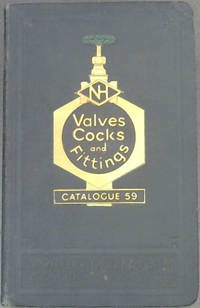 NH
Valves
Cocks
and
Fittings
CATALOGUE 59